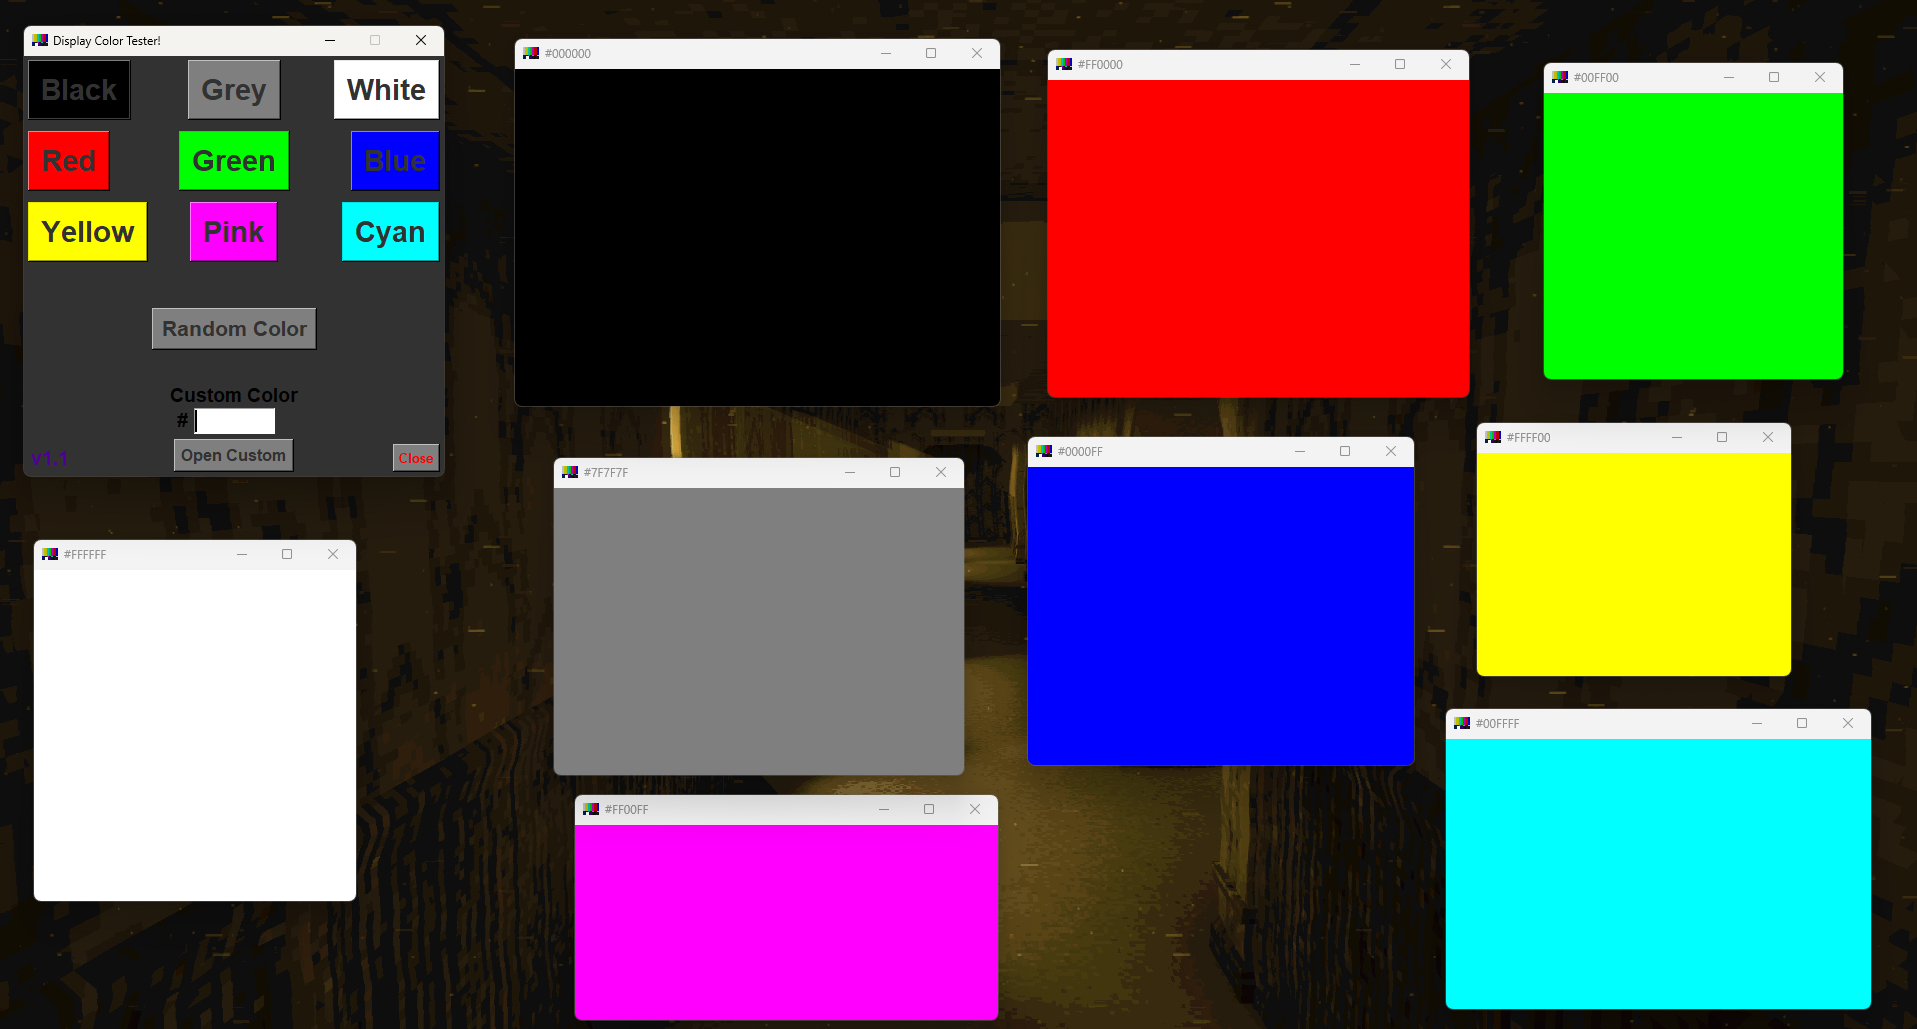 Display Color Tester!
Black Grey White
Red Green Blue
Yellow Pink Cyan
Random Color
Custom Color
#
Open Custom
v1.1 Close
#000000
#FF0000
#00FF00
#7F7F7F
#0000FF
#FFFF00
#FFFFFF
#FF00FF
#00FFFF